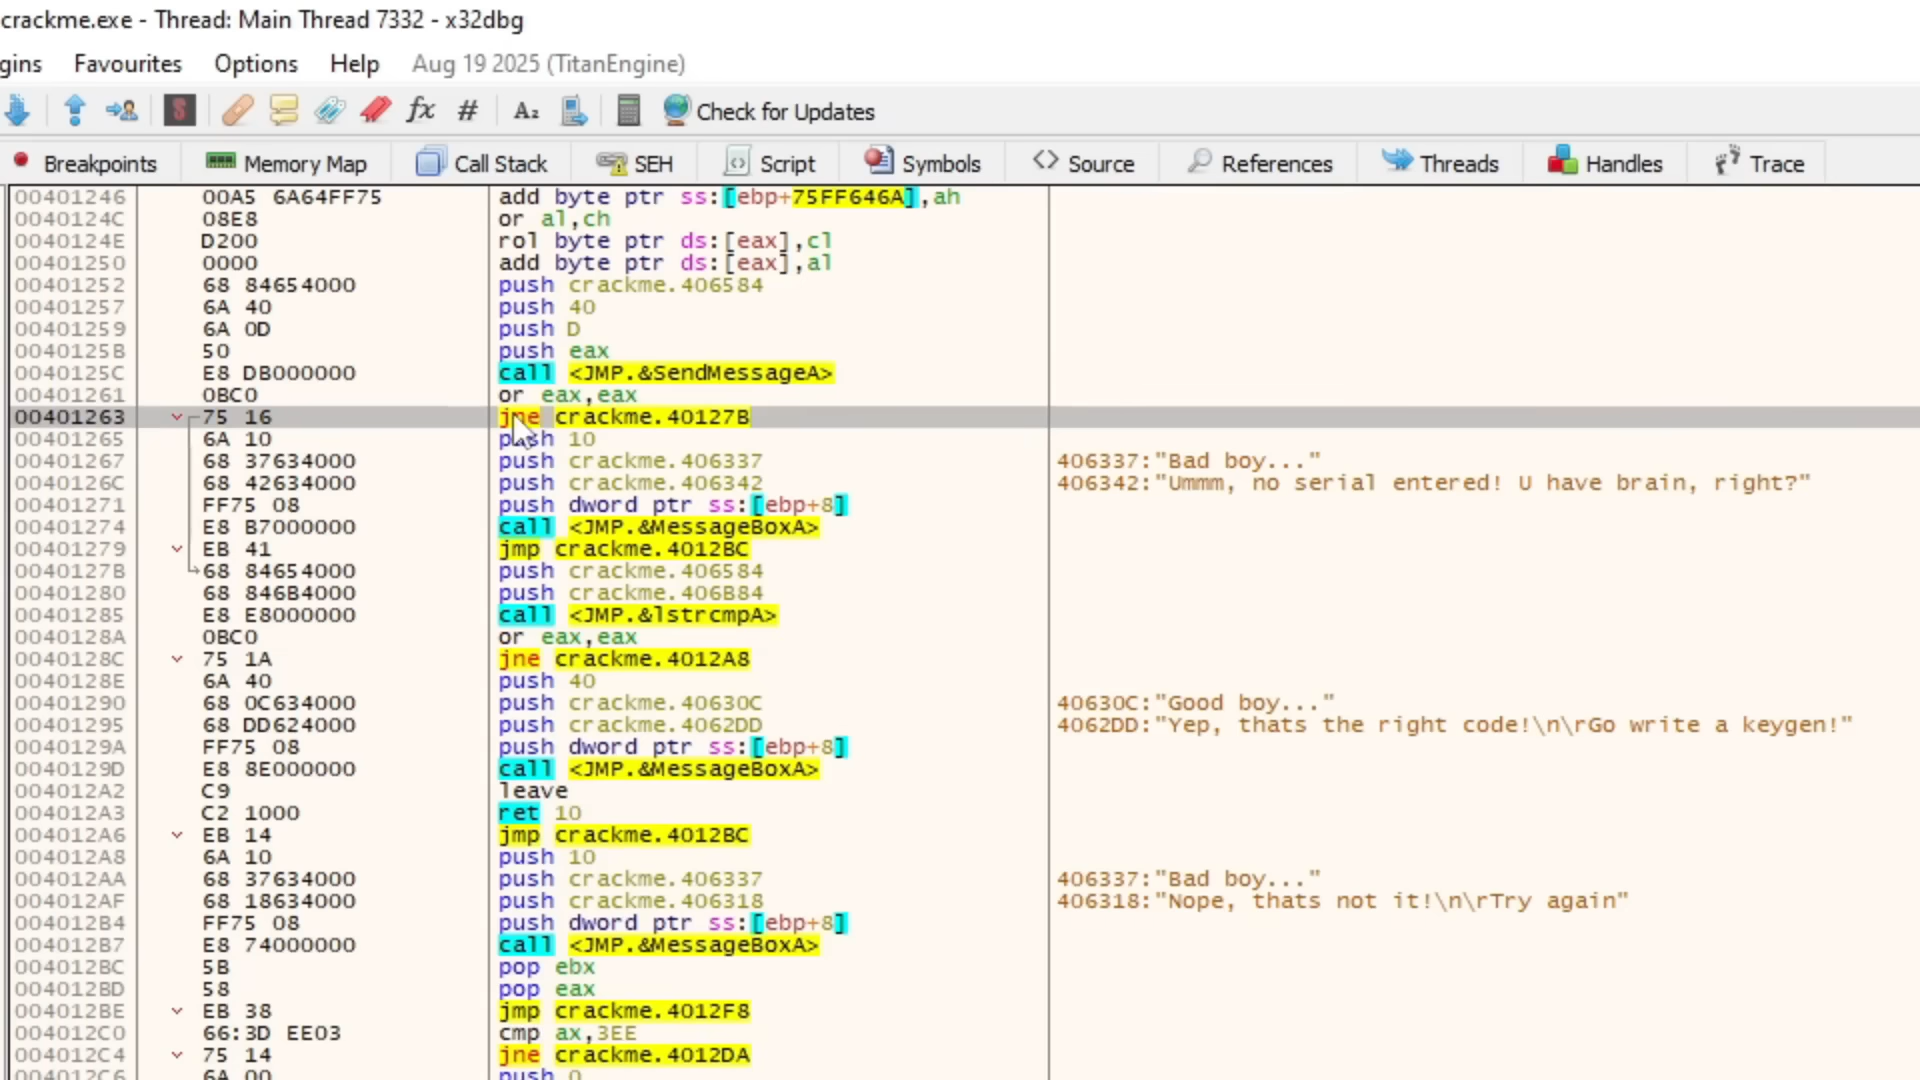 crackme.exe - Thread: Main Thread 7332 - x32dbg
gins Favourites Options Help Aug 19 2025 (TitanEngine)
fx # Az Check for Updates
Breakpoints Memory Map Call Stack SEH Script Symbols Source References Threads Handles Trace
00401246 00A5 6A64FF75 add byte ptr ss:[ebp+75FF646A],ah
0040124C 08E8 or al,ch
0040124E D200 rol byte ptr ds:[eax],cl
00401250 0000 add byte ptr ds:[eax],al
00401252 68 84654000 push crackme.406584
00401257 6A 40 push 40
00401259 6A 0D push D
0040125B 50 push eax
0040125C E8 DB000000 call <JMP.&SendMessageA>
00401261 0BC0 or eax,eax
00401263 75 16 jne crackme.40127B
00401265 6A 10 push 10
00401267 68 37634000 push crackme.406337 406337:"Bad boy..."
0040126C 68 42634000 push crackme.406342 406342:"Ummm, no serial entered! U have brain, right?"
00401271 FF75 08 push dword ptr ss:[ebp+8]
00401274 E8 B7000000 call <JMP.&MessageBoxA>
00401279 EB 41 jmp crackme.4012BC
0040127B 68 84654000 push crackme.406584
00401280 68 846B4000 push crackme.406B84
00401285 E8 E8000000 call <JMP.&lstrcmpA>
0040128A 0BC0 or eax,eax
0040128C 75 1A jne crackme.4012A8
0040128E 6A 40 push 40
00401290 68 0C634000 push crackme.40630C 40630C:"Good boy..."
00401295 68 DD624000 push crackme.4062DD 4062DD:"Yep, thats the right code!\n\rGo write a keygen!"
0040129A FF75 08 push dword ptr ss:[ebp+8]
0040129D E8 8E000000 call <JMP.&MessageBoxA>
004012A2 C9 leave
004012A3 C2 1000 ret 10
004012A6 EB 14 jmp crackme.4012BC
004012A8 6A 10 push 10
004012AA 68 37634000 push crackme.406337 406337:"Bad boy..."
004012AF 68 18634000 push crackme.406318 406318:"Nope, thats not it!\n\rTry again"
004012B4 FF75 08 push dword ptr ss:[ebp+8]
004012B7 E8 74000000 call <JMP.&MessageBoxA>
004012BC 5B pop ebx
004012BD 58 pop eax
004012BE EB 38 jmp crackme.4012F8
004012C0 66:3D EE03 cmp ax,3EE
004012C4 75 14 jne crackme.4012DA
004012C6 6A 00 push 0